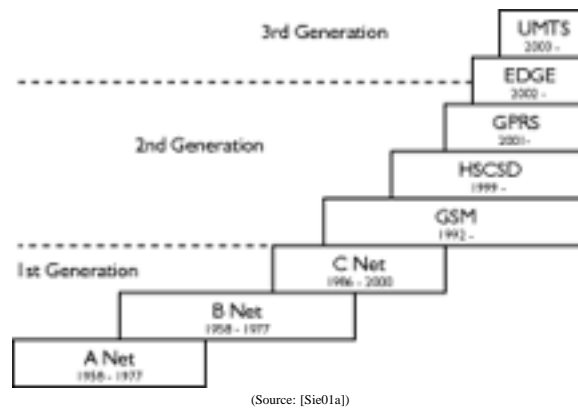 3rd Generation
UMTS
2003 -
EDGE
2002 -
2nd Generation
GPRS
2001-
HSCSD
1999 -
GSM
1992 -
1st Generation
C Net
1986 - 2000
B Net
1958 - 1977
A Net
1958 - 1977
(Source: [Sie01a])